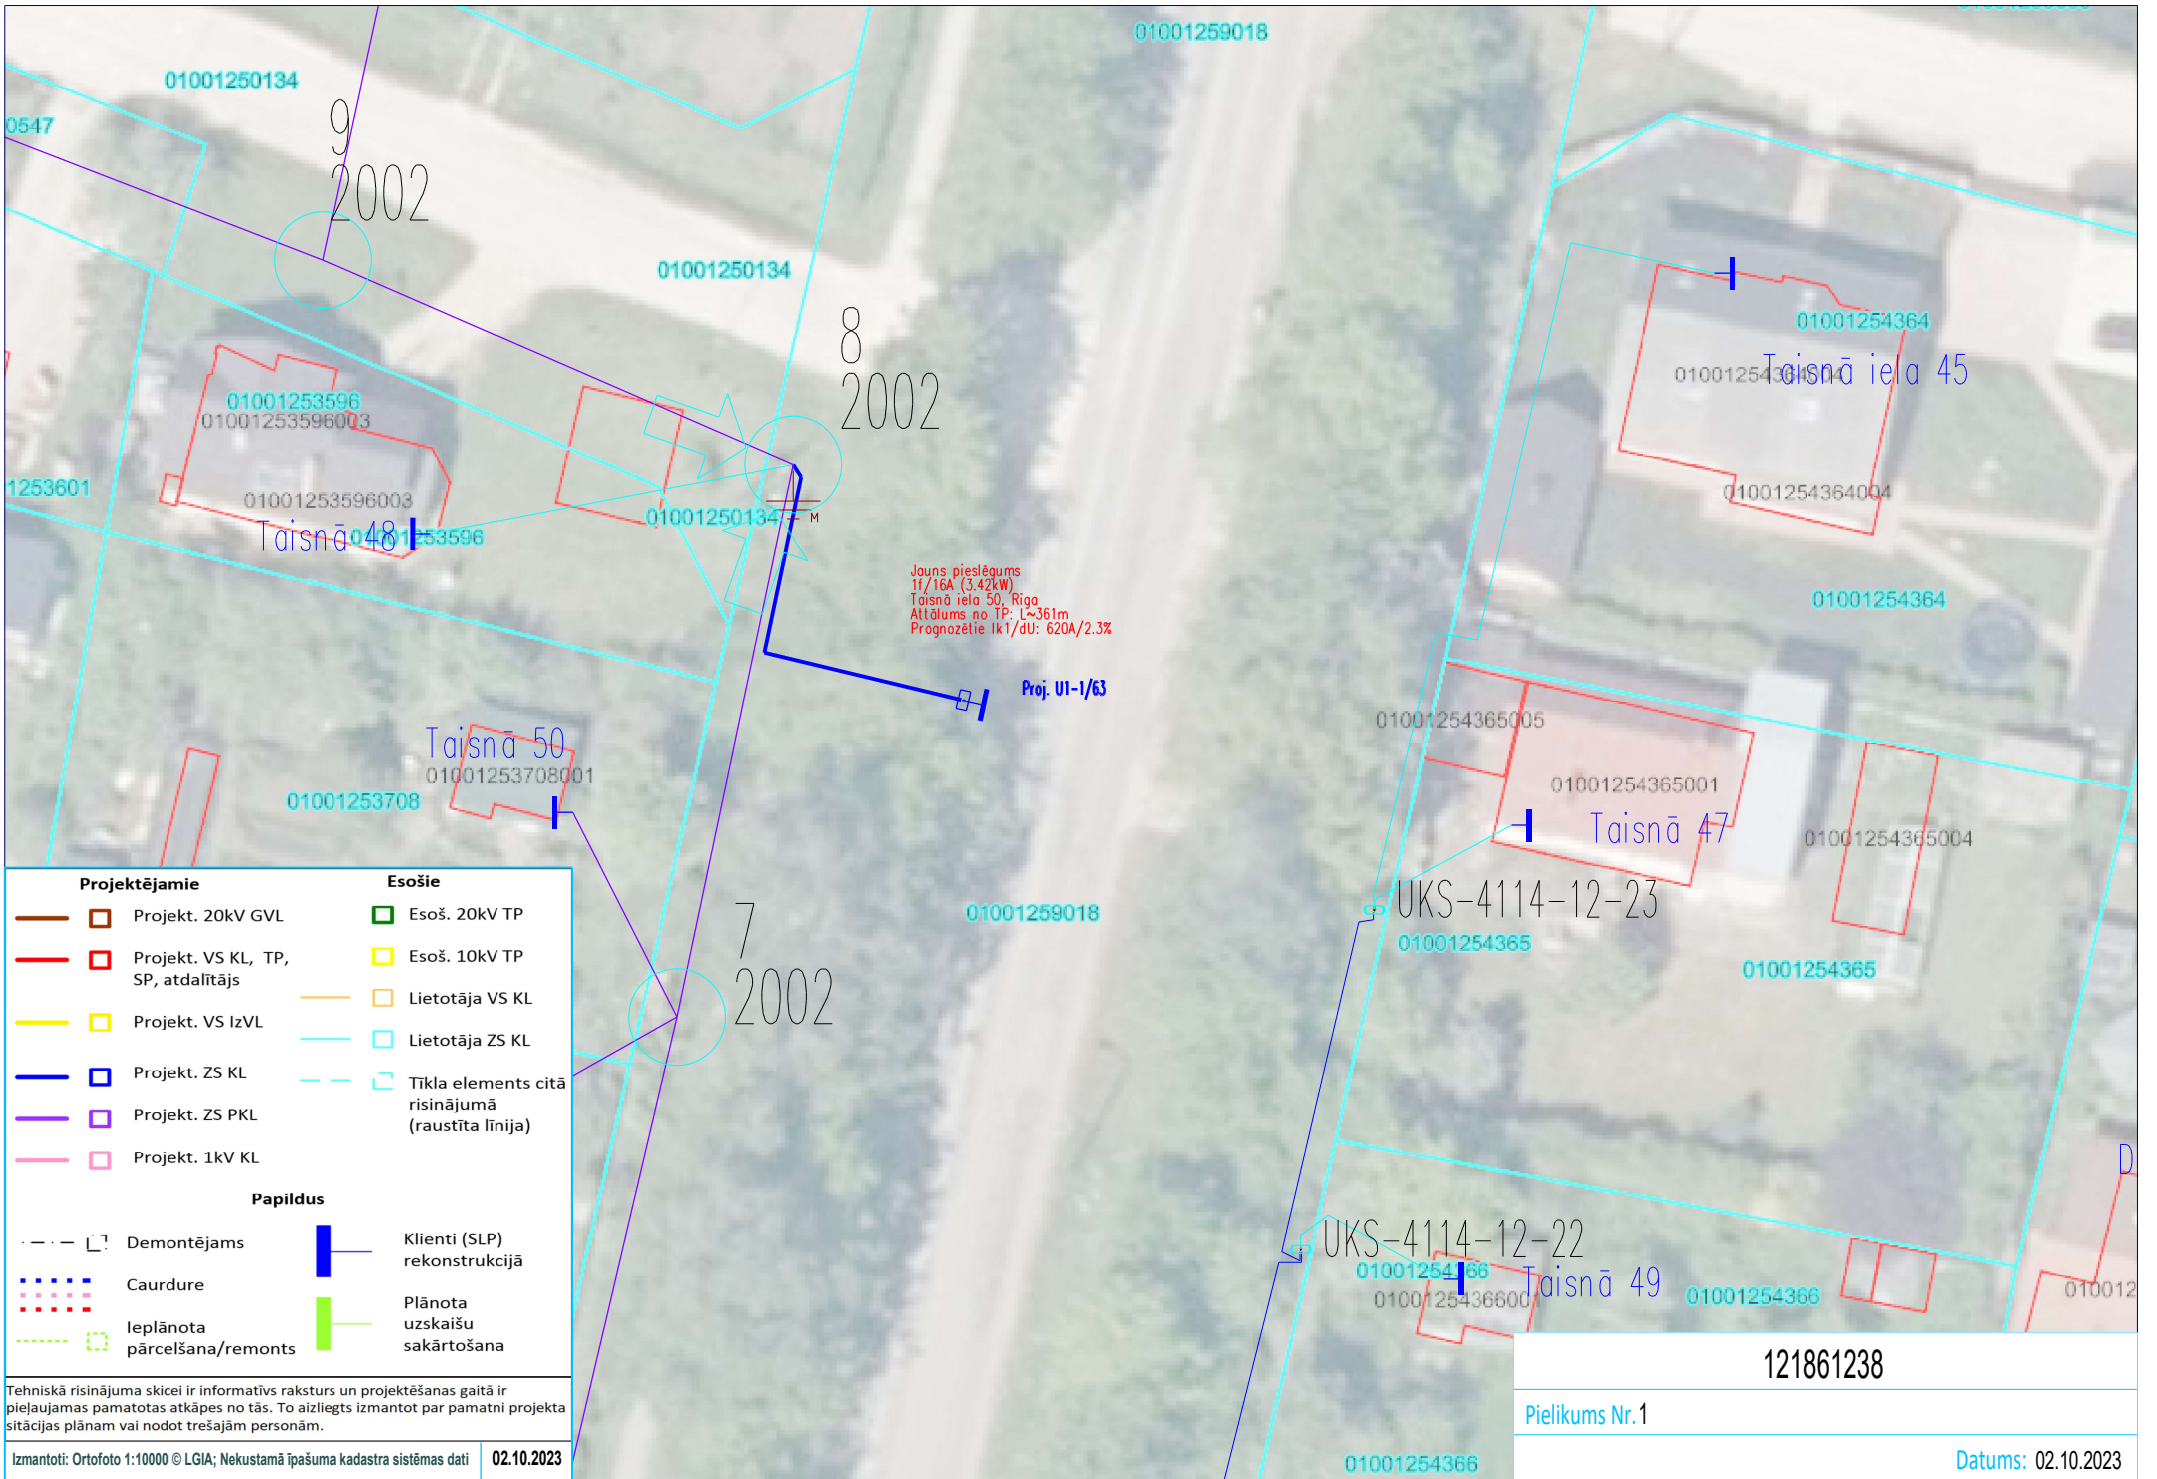 01001259018
01001250134
0547
9
2002
01001250134
8
2002
01001254364
Taisnā iela 45
01001253596
01001253596003
1253601
01001253596003
01001254364004
Taisnā 48
01001253596
01001250134
M
Jauns pieslēgums
1f/16A (3.42kW)
Taisnā iela 50, Rīga
Attālums no TP: L~361m
Prognozētie Ik1/dU: 620A/2.3%
01001254364
Proj. U1-1/63
01001254365005
Taisnā 50
01001253708001
01001253708
01001254365001
Taisnā 47
01001254365004
UKS-4114-12-23
01001259018
01001254365
01001254365
7
2002
Projektējamie
Projekt. 20kV GVL
Projekt. VS KL, TP,
SP, atdalītājs
Projekt. VS IzVL
Projekt. ZS KL
Projekt. ZS PKL
Projekt. 1kV KL
Esošie
Esoš. 20kV TP
Esoš. 10kV TP
Lietotāja VS KL
Lietotāja ZS KL
Tīkla elements citā
risinājumā
(raustīta līnija)
Papildus
Demontējams
Caurdure
Ieplānota
pārcelšana/remonts
Klienti (SLP)
rekonstrukcijā
Plānota
uzskaišu
sakārtošana
D
UKS-4114-12-22
01001254366
Taisnā 49
01001254366001
01001254366
010012
01001254366
Tehniskā risinājuma skicei ir informatīvs raksturs un projektēšanas gaitā ir
pieļaujamas pamatotas atkāpes no tās. To aizliegts izmantot par pamatni projekta
sitācijas plānam vai nodot trešajām personām.
Izmantoti: Ortofoto 1:10000 © LGIA; Nekustamā īpašuma kadastra sistēmas dati
02.10.2023
121861238
Pielikums Nr. 1
Datums: 02.10.2023